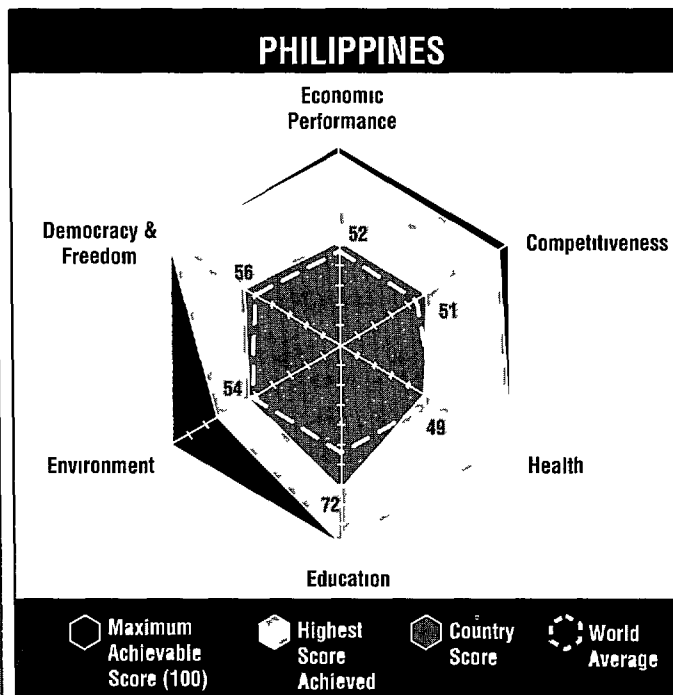 PHILIPPINES
Economic
Performance
Democracy &
Freedom
Competitiveness
52
56
51
54
49
Environment
Health
72
Education
Maximum
Achievable
Score (100)
Highest
Score
Achieved
Country
Score
World
Average